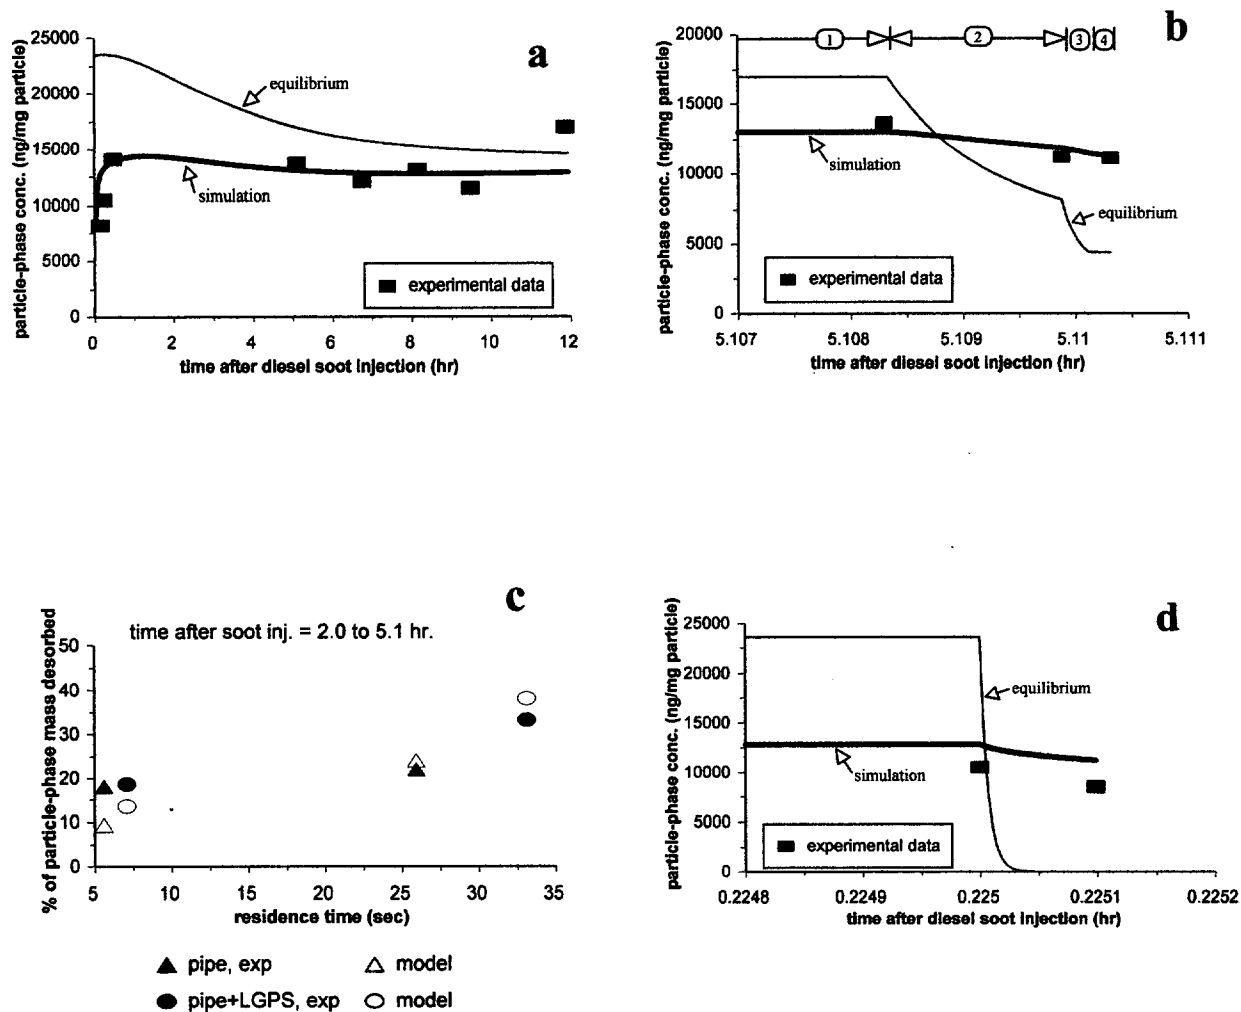 a
particle-phase conc. (ng/mg particle)
25000
20000
15000
10000
5000
0
equilibrium
simulation
experimental data
0 2 4 6 8 10 12
time after diesel soot injection (hr)
b
particle-phase conc. (ng/mg particle)
20000
15000
10000
5000
0
1 2 3 4
simulation
equilibrium
experimental data
5.107 5.108 5.109 5.11 5.111
time after diesel soot injection (hr)
c
time after soot inj. = 2.0 to 5.1 hr.
% of particle-phase mass desorbed
50
40
30
20
10
0
5 10 15 20 25 30 35
residence time (sec)
pipe, exp model
pipe+LGPS, exp model
d
particle-phase conc. (ng/mg particle)
25000
20000
15000
10000
5000
0
equilibrium
simulation
experimental data
0.2248 0.2249 0.225 0.2251 0.2252
time after diesel soot injection (hr)